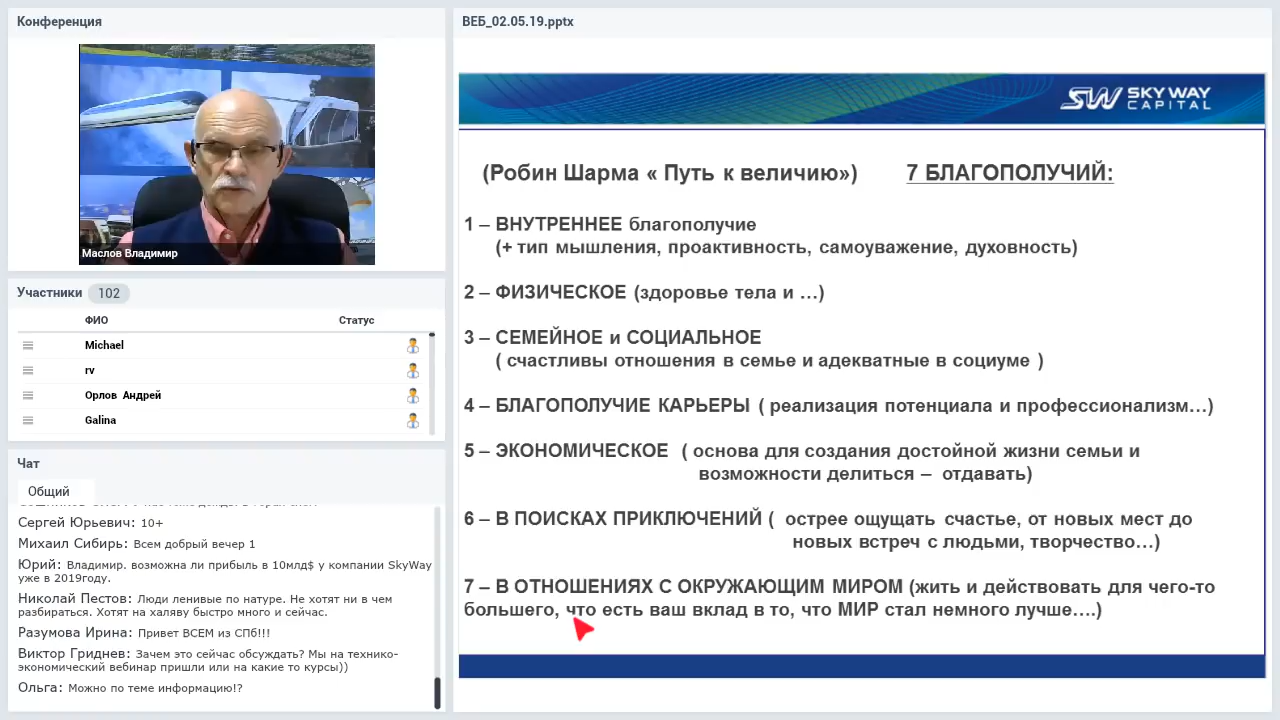 Конференция
Маслов Владимир
Участники 102
ФИО Статус
Michael
rv
Орлов Андрей
Galina
Чат
Общий
Сергей Юрьевич: 10+
Михаил Сибирь: Всем добрый вечер 1
Юрий: Владимир. возможна ли прибыль в 10млд$ у компании SkyWay
уже в 2019году.
Николай Пестов: Люди ленивые по натуре. Не хотят ни в чем
разбираться. Хотят на халяву быстро много и сейчас.
Разумова Ирина: Привет ВСЕМ из СПб!!!
Виктор Гриднев: Зачем это сейчас обсуждать? Мы на технико-
экономический вебинар пришли или на какие то курсы))
Ольга: Можно по теме информацию!?
ВЕБ_02.05.19.pptx
SW SKY WAY
CAPITAL
(Робин Шарма « Путь к величию») 7 БЛАГОПОЛУЧИЙ:
1 – ВНУТРЕННЕЕ благополучие
(+ тип мышления, проактивность, самоуважение, духовность)
2 – ФИЗИЧЕСКОЕ (здоровье тела и …)
3 – СЕМЕЙНОЕ и СОЦИАЛЬНОЕ
( счастливы отношения в семье и адекватные в социуме )
4 – БЛАГОПОЛУЧИЕ КАРЬЕРЫ ( реализация потенциала и профессионализм…)
5 – ЭКОНОМИЧЕСКОЕ ( основа для создания достойной жизни семьи и
возможности делиться – отдавать)
6 – В ПОИСКАХ ПРИКЛЮЧЕНИЙ ( острее ощущать счастье, от новых мест до
новых встреч с людьми, творчество…)
7 – В ОТНОШЕНИЯХ С ОКРУЖАЮЩИМ МИРОМ (жить и действовать для чего-то
большего, что есть ваш вклад в то, что МИР стал немного лучше….)